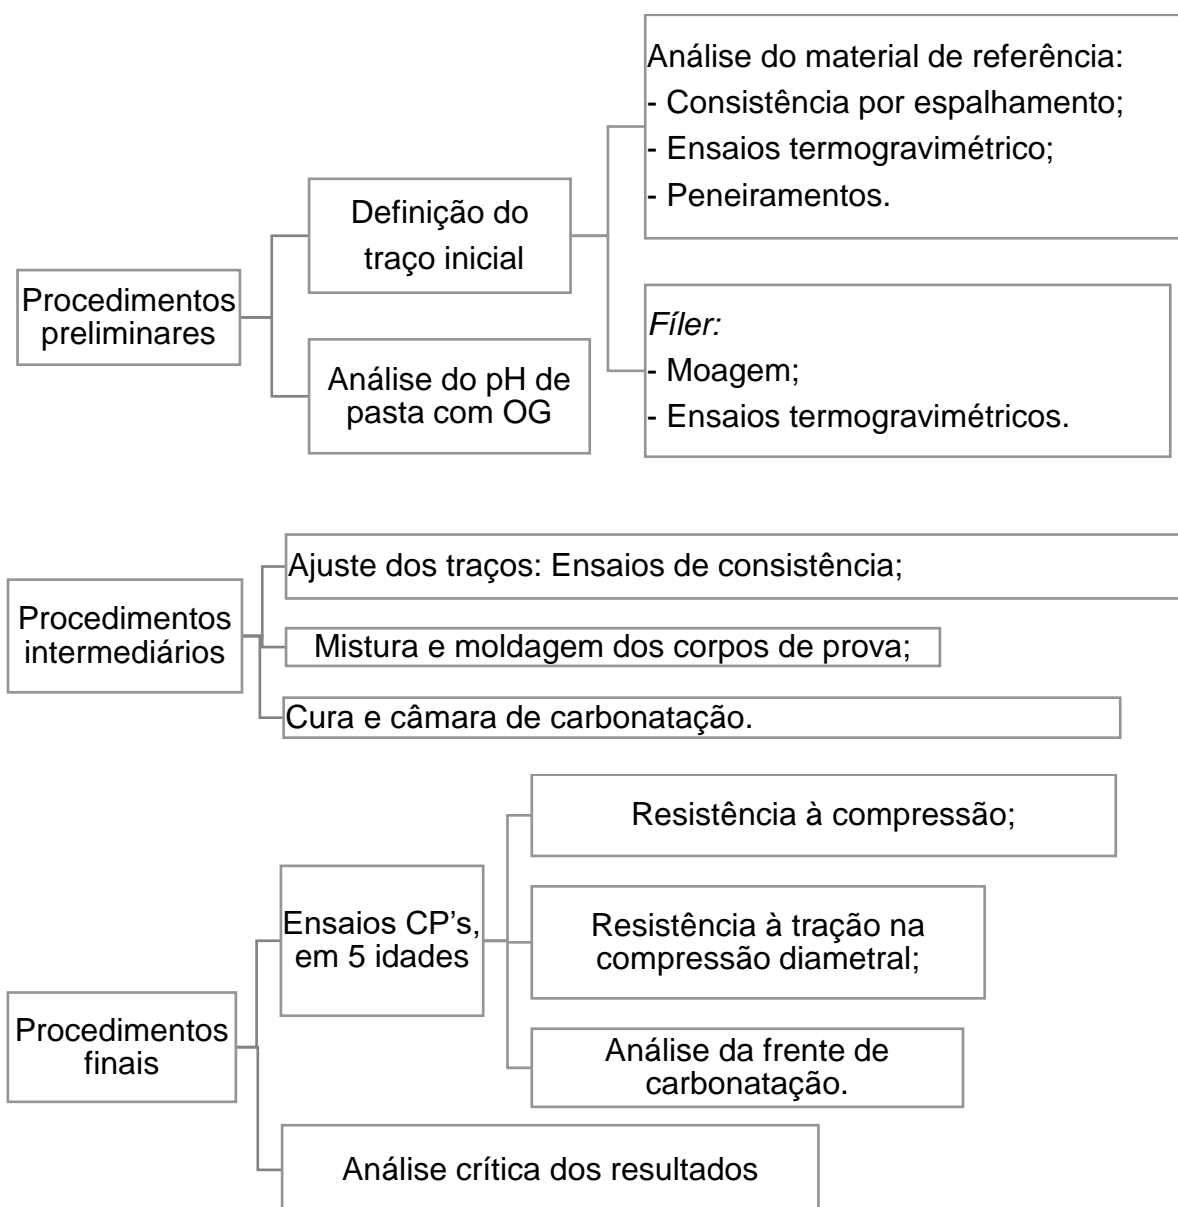 Procedimentos
preliminares
Definição do
traço inicial
Análise do material de referência:
- Consistência por espalhamento;
- Ensaios termogravimétrico;
- Peneiramentos.
Fíler:
- Moagem;
- Ensaios termogravimétricos.
Análise do pH de
pasta com OG
Procedimentos
intermediários
Ajuste dos traços: Ensaios de consistência;
Mistura e moldagem dos corpos de prova;
Cura e câmara de carbonatação.
Procedimentos
finais
Ensaios CP’s,
em 5 idades
Resistência à compressão;
Resistência à tração na
compressão diametral;
Análise da frente de
carbonatação.
Análise crítica dos resultados